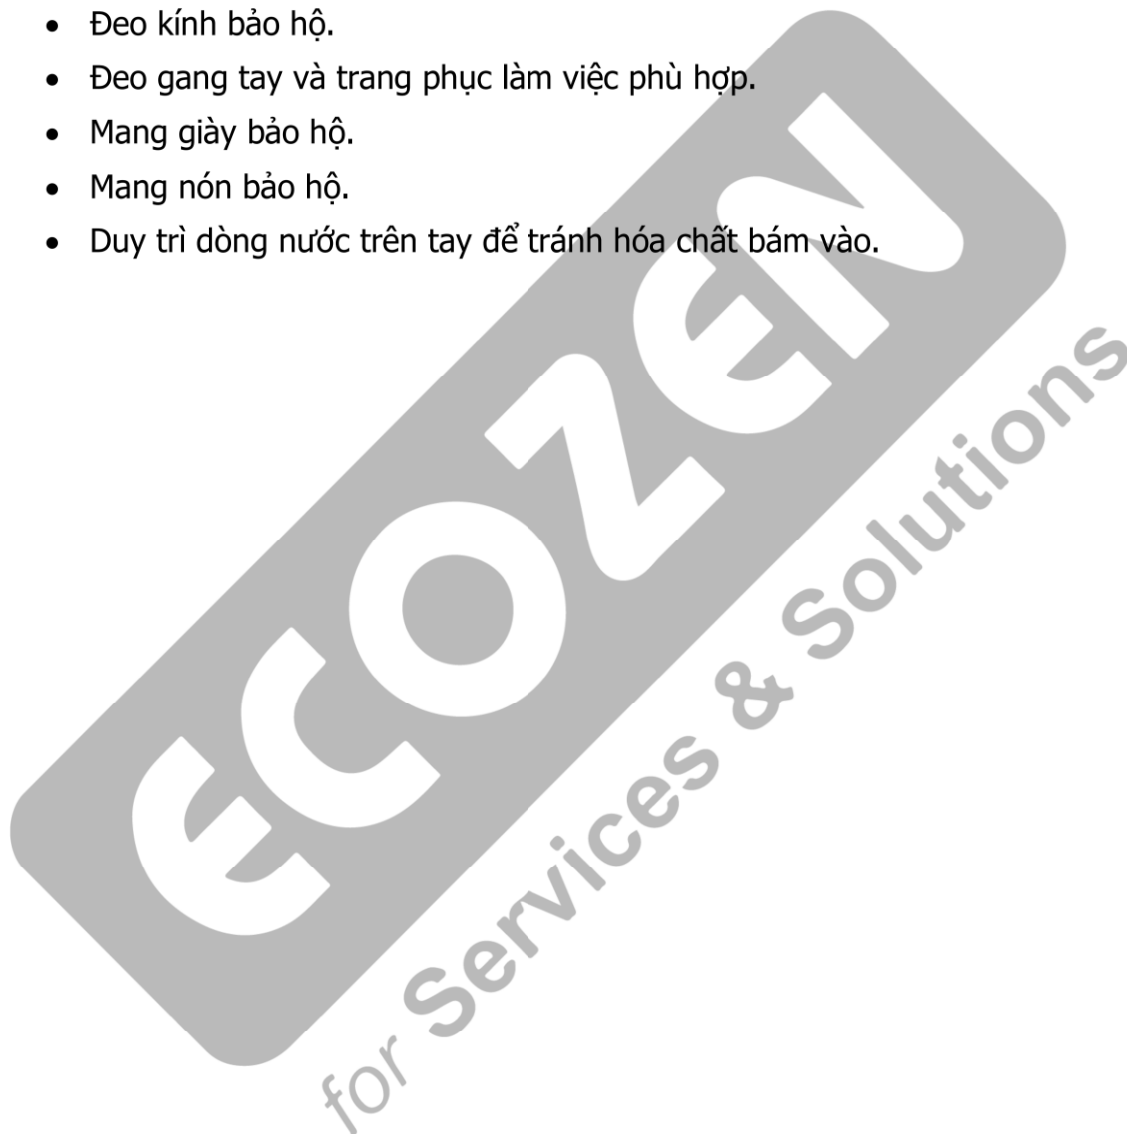 • Đeo kính bảo hộ.
• Đeo gang tay và trang phục làm việc phù hợp.
• Mang giày bảo hộ.
• Mang nón bảo hộ.
• Duy trì dòng nước trên tay để tránh hóa chất bám vào.
ECOZEN
for Services & Solutions